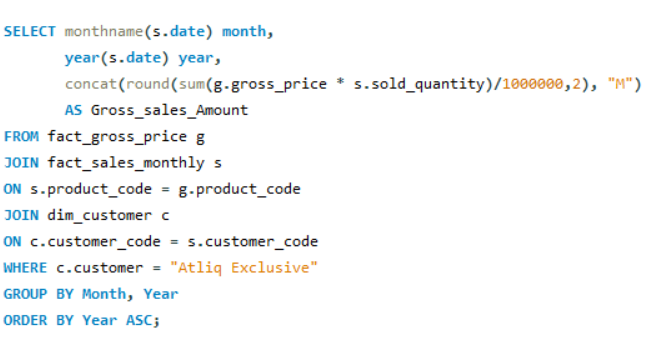 SELECT monthname(s.date) month,
year(s.date) year,
concat(round(sum(g.gross_price * s.sold_quantity)/1000000,2), "M")
AS Gross_sales_Amount
FROM fact_gross_price g
JOIN fact_sales_monthly s
ON s.product_code = g.product_code
JOIN dim_customer c
ON c.customer_code = s.customer_code
WHERE c.customer = "Atliq Exclusive"
GROUP BY Month, Year
ORDER BY Year ASC;